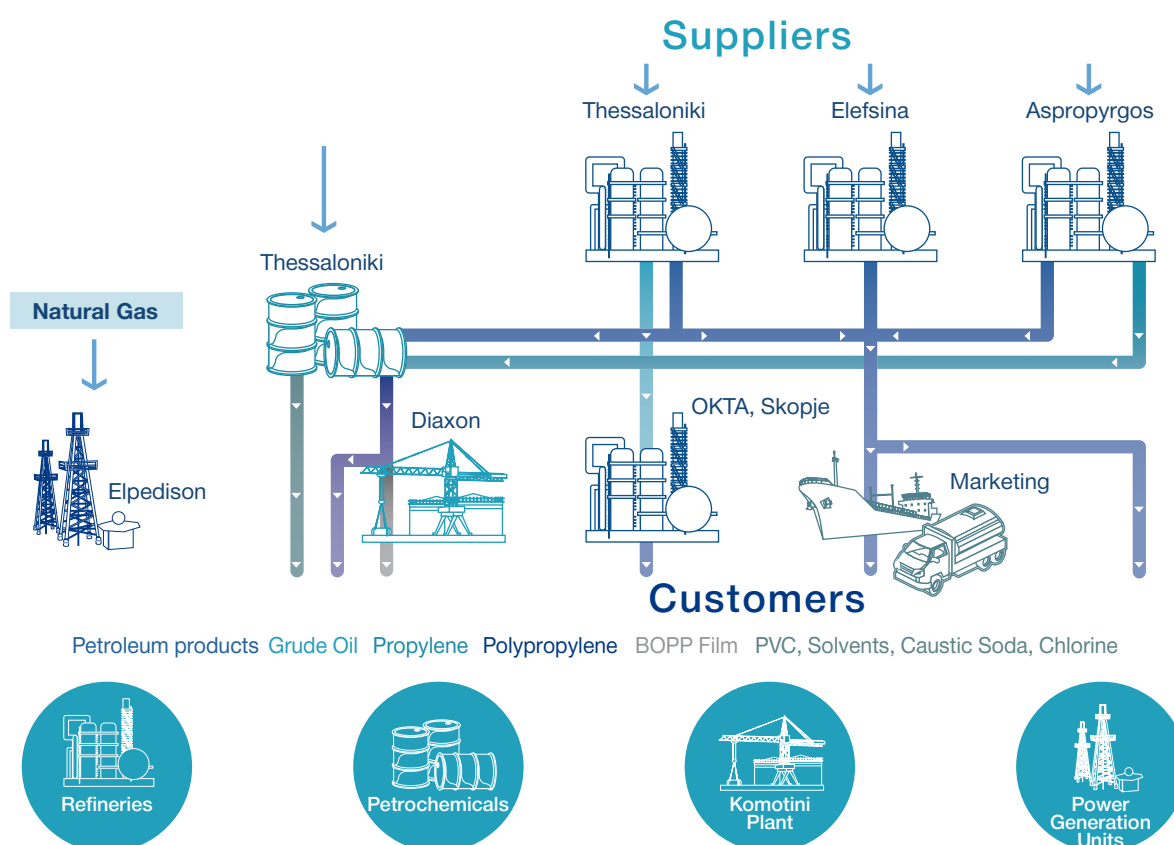 Suppliers
Thessaloniki
Elefsina
Aspropyrgos
Thessaloniki
Natural Gas
OKTA, Skopje
Diaxon
Marketing
Elpedison
Customers
Petroleum products Grude Oil Propylene Polypropylene BOPP Film PVC, Solvents, Caustic Soda, Chlorine
Refineries
Petrochemicals
Komotini
Plant
Power
Generation
Units